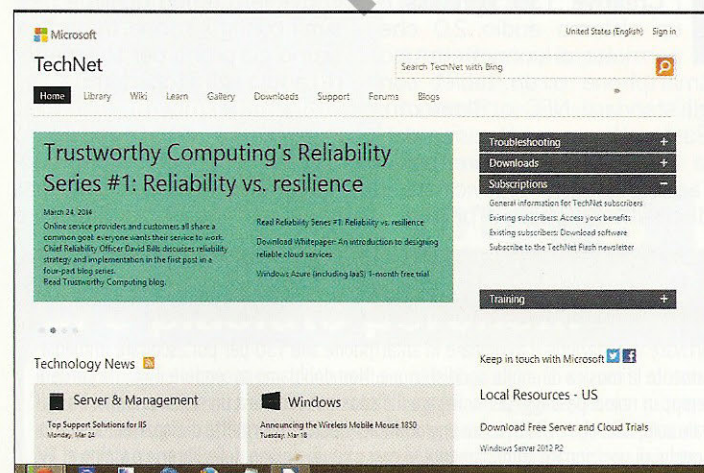 Microsoft
United States (English) Sign in
TechNet
Search TechNet with Bing
Home Library Wiki Learn Gallery Downloads Support Forums Blogs
Trustworthy Computing's Reliability
Series #1: Reliability vs. resilience
March 24, 2014
Online service providers and customers all share a
common goal: everyone wants their service to work.
Chief Reliability Officer David Bills discusses reliability
strategy and implementation in the first post in a
four-part blog series.
Read Trustworthy Computing blog.
Read Reliability Series #1: Reliability vs. resilience
Download Whitepaper: An introduction to designing
reliable cloud services
Windows Azure (including IaaS) 1-month free trial
Troubleshooting +
Downloads +
Subscriptions −
General information for TechNet subscribers
Existing subscribers: Access your benefits
Existing subscribers: Download software
Subscribe to the TechNet Flash newsletter
Training +
Technology News
Server & Management
Top Support Solutions for IIS
Monday, Mar 24
Windows
Announcing the Wireless Mobile Mouse 1850
Tuesday, Mar 18
Keep in touch with Microsoft
Local Resources - US
Download Free Server and Cloud Trials
Windows Server 2012 R2